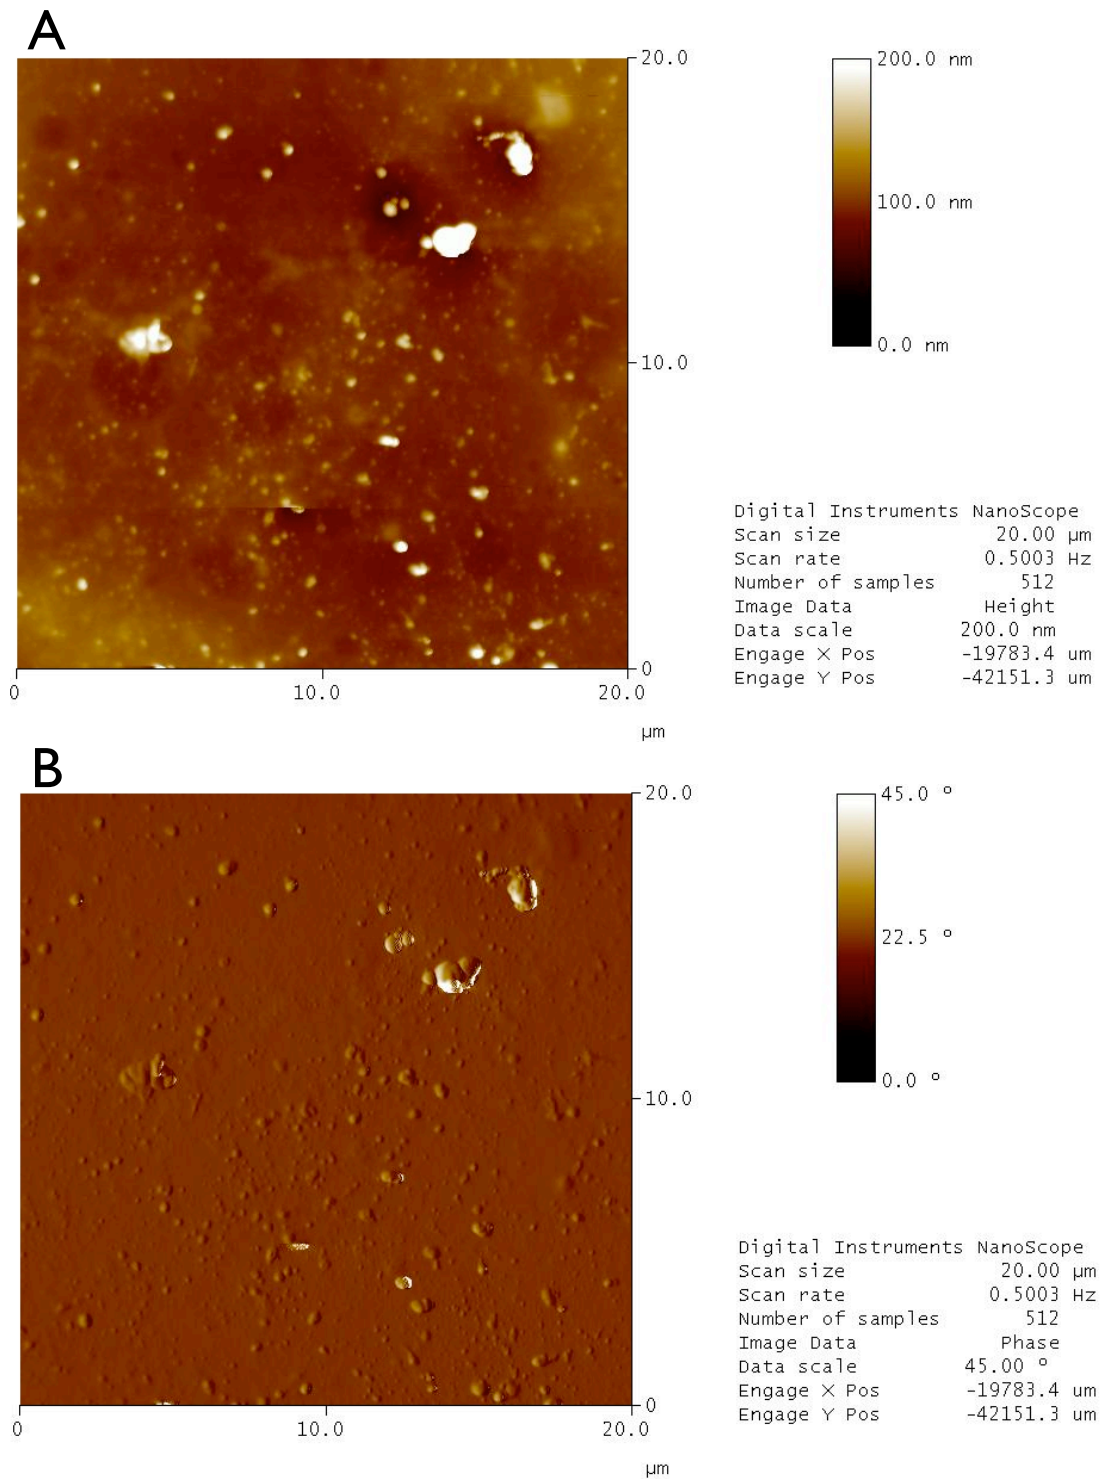 A
20.0
200.0 nm
100.0 nm
0.0 nm
10.0
Digital Instruments NanoScope
Scan size 20.00 µm
Scan rate 0.5003 Hz
Number of samples 512
Image Data Height
Data scale 200.0 nm
Engage X Pos -19783.4 um
Engage Y Pos -42151.3 um
0
0 10.0 20.0
µm
B
20.0
45.0 º
22.5 º
0.0 º
10.0
Digital Instruments NanoScope
Scan size 20.00 µm
Scan rate 0.5003 Hz
Number of samples 512
Image Data Phase
Data scale 45.00 º
Engage X Pos -19783.4 um
Engage Y Pos -42151.3 um
0
0 10.0 20.0
µm